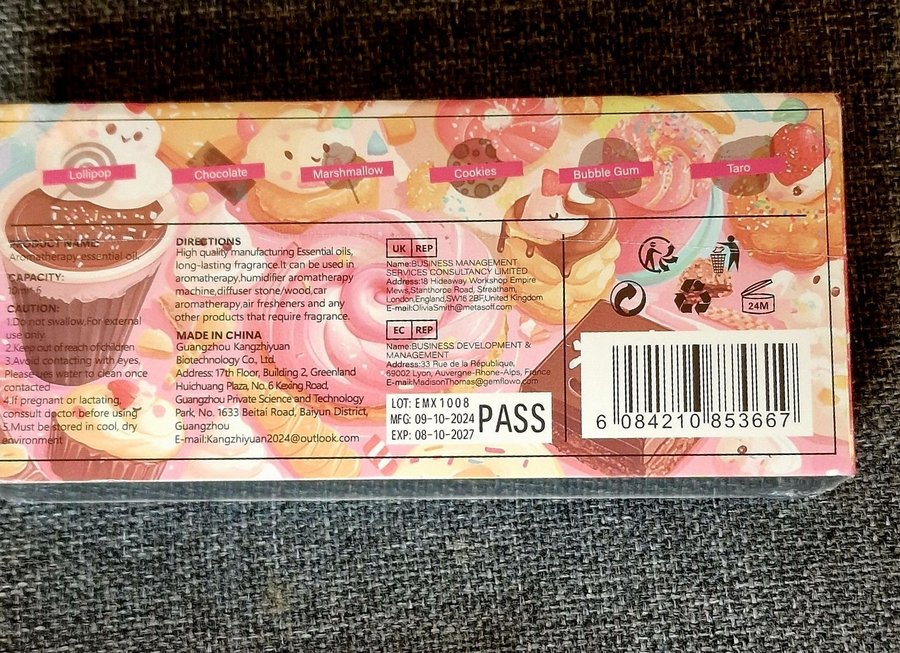 Lollipop
Chocolate
Marshmallow
Cookies
Bubble Gum
Taro
PRODUCT NAME:
Aromatherapy essential oil,
CAPACITY:
10ml* 6
CAUTION:
1.Do not swallow,For external
use only
2.Keep out of reach of children
3.Avoid contacting with eyes,
Please ues water to clean once
contacted
4.If pregnant or lactating,
conssult doctor before using
5.Must be stored in cool, dry
environment
DIRECTIONS
High quality manufacturing Essential oils,
long-lasting fragrance.It can be used in
aromatherapy,humidifier aromatherapy
machine,diffuser stone/wood,car
aromatherapy,air fresheners and any
other products that require fragrance.
MADE IN CHINA
Guangzhou Kangzhiyuan
Biotechnology Co., Ltd.
Address: 17th Floor, Building 2, Greenland
Huichuang Plaza, No. 6 Kexing Road,
Guangzhou Private Science and Technology
Park, No. 1633 Beitai Road, Baiyun District,
Guangzhou
E-mail:Kangzhiyuan2024@outlook.com
UK REP
Name:BUSINESS MANAGEMENT
SERVICES CONSULTANCY LIMITED
Address:18 Hideaway Workshop Empire
Mews,Stanthorpe Road, Streatham,
London,England,SW16 2BF,United Kingdom
E-mail:OliviaSmith@metasoff.com
EC REP
Name:BUSINESS DEVELOPMENT &
MANAGEMENT
Address:33 Rue de la République,
69002 Lyon, Auvergne-Rhône-Alps, France
E-mail:MadisonThomas@gemflowo.com
LOT: EMX1008
MFG: 09-10-2024
EXP: 08-10-2027
PASS
24M
6 084210 853667